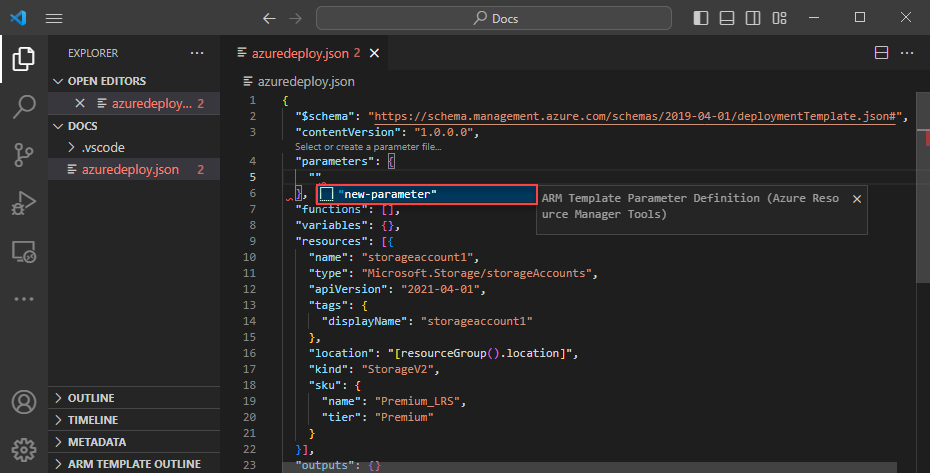 Docs
EXPLORER
OPEN EDITORS
azuredeploy... 2
DOCS
.vscode
azuredeploy.json 2
OUTLINE
TIMELINE
METADATA
ARM TEMPLATE OUTLINE
azuredeploy.json 2
azuredeploy.json
1 {
2 "$schema": "https://schema.management.azure.com/schemas/2019-04-01/deploymentTemplate.json#",
3 "contentVersion": "1.0.0.0",
Select or create a parameter file...
4 "parameters": {
5 ""
6 },
"new-parameter"
ARM Template Parameter Definition (Azure Reso
urce Manager Tools)
7 "functions": [],
8 "variables": {},
9 "resources": [{
10 "name": "storageaccount1",
11 "type": "Microsoft.Storage/storageAccounts",
12 "apiVersion": "2021-04-01",
13 "tags": {
14 "displayName": "storageaccount1"
15 },
16 "location": "[resourceGroup().location]",
17 "kind": "StorageV2",
18 "sku": {
19 "name": "Premium_LRS",
20 "tier": "Premium"
21 }
22 }],
23 "outputs": {}